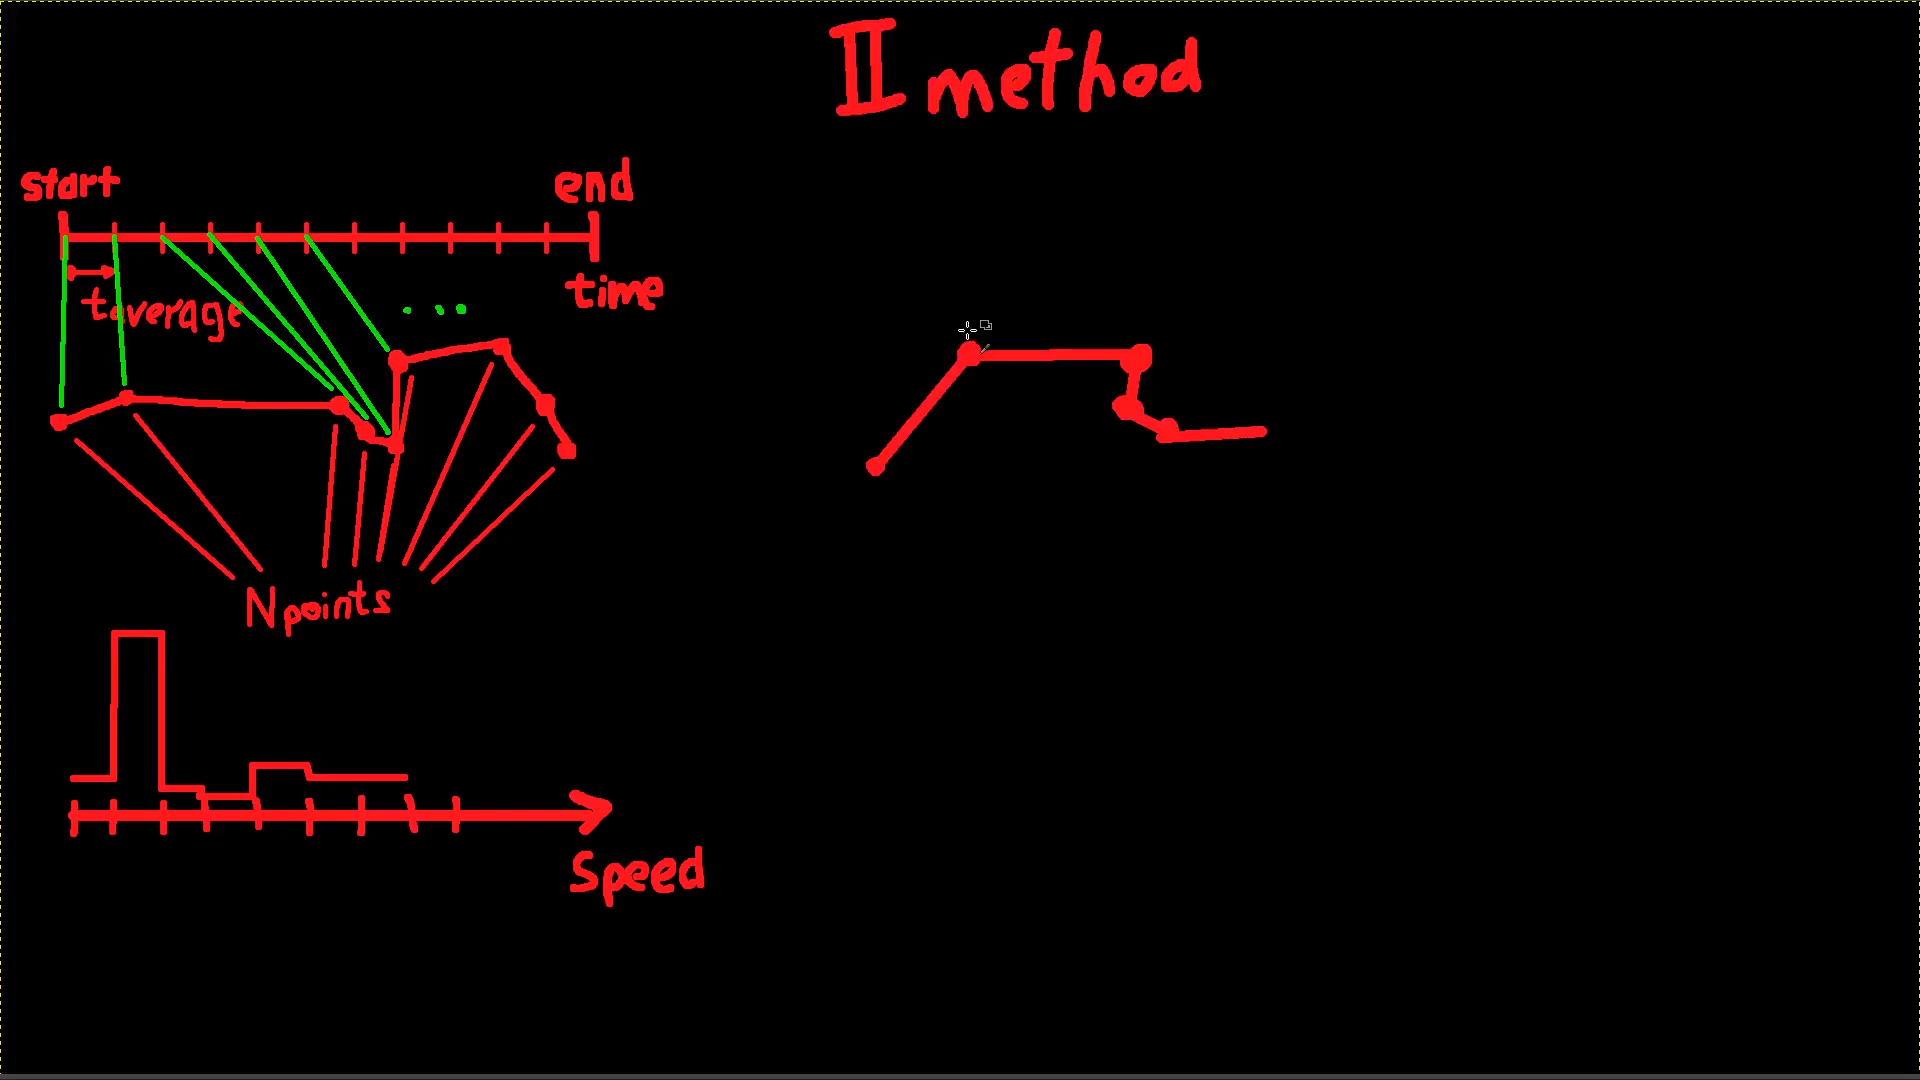 II method
start
end
time
taverage
...
N points
Speed